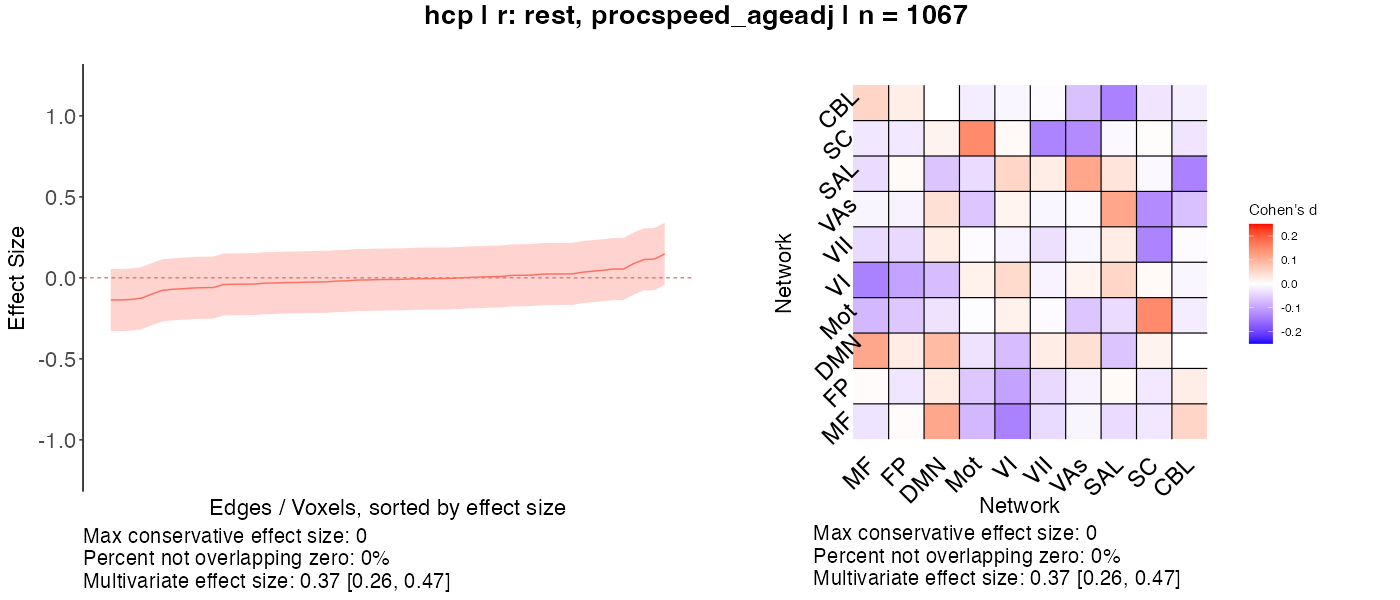 hcp | r: rest, procspeed_ageadj | n = 1067
Effect Size
1.0
0.5
0.0
-0.5
-1.0
Edges / Voxels, sorted by effect size
Max conservative effect size: 0
Percent not overlapping zero: 0%
Multivariate effect size: 0.37 [0.26, 0.47]
Network
CBL
SC
SAL
VAs
VII
VI
Mot
DMN
FP
MF
MF
FP
DMN
Mot
VI
VII
VAs
SAL
SC
CBL
Network
Max conservative effect size: 0
Percent not overlapping zero: 0%
Multivariate effect size: 0.37 [0.26, 0.47]
Cohen's d
0.2
0.1
0.0
-0.1
-0.2